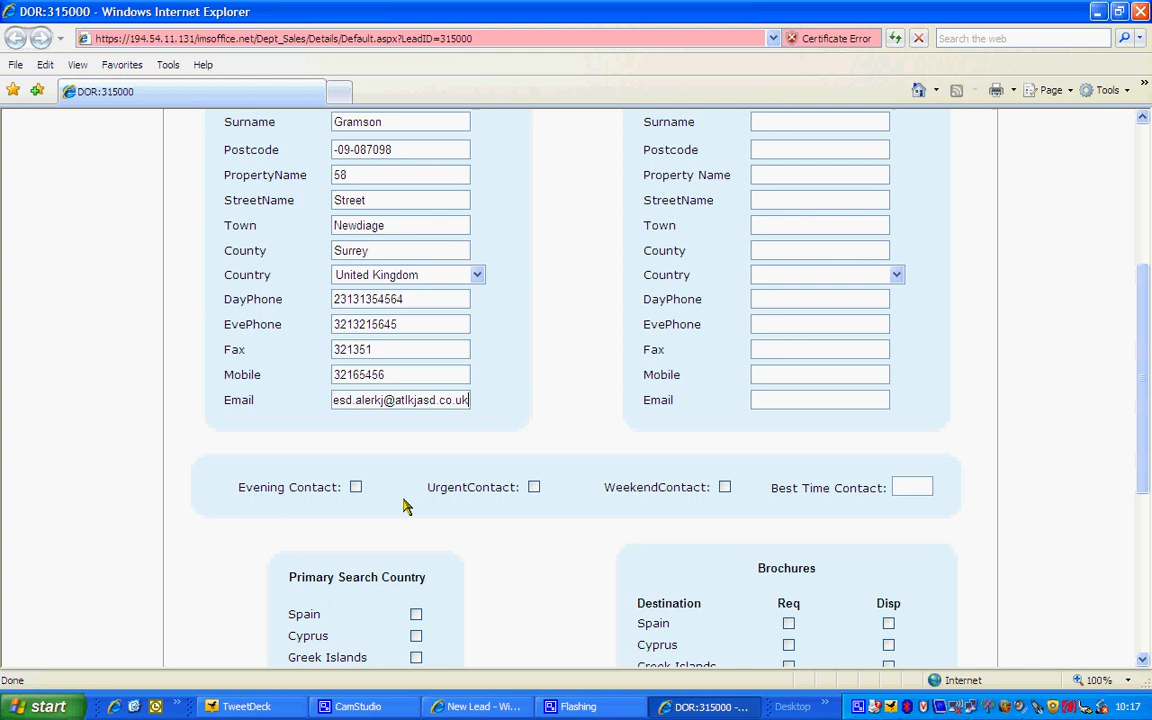 DOR:315000 - Windows Internet Explorer
https://194.54.11.131/imsoffice.net/Dept_Sales/Details/Default.aspx?LeadID=315000 Certificate Error Search the web
File Edit View Favorites Tools Help
DOR:315000 Page Tools »
Surname Gramson Surname
Postcode -09-087098 Postcode
PropertyName 58 Property Name
StreetName Street StreetName
Town Newdiage Town
County Surrey County
Country United Kingdom Country
DayPhone 23131354564 DayPhone
EvePhone 3213215645 EvePhone
Fax 321351 Fax
Mobile 32165456 Mobile
Email esd.alerkj@atlkjasd.co.uk Email
Evening Contact: UrgentContact: WeekendContact: Best Time Contact:
Primary Search Country Brochures
Destination Req Disp
Spain Spain
Cyprus Cyprus
Greek Islands Greek Islands
Done Internet 100%
start » TweetDeck CamStudio New Lead - Wi... Flashing DOR:315000 -... Desktop » 10:17